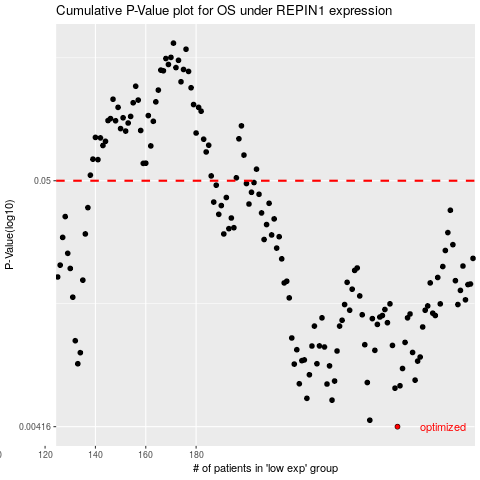 Cumulative P-Value plot for OS under REPIN1 expression
P-Value(log10)
0.05
0.00416
optimized
0
120
140
160
180
# of patients in 'low exp' group